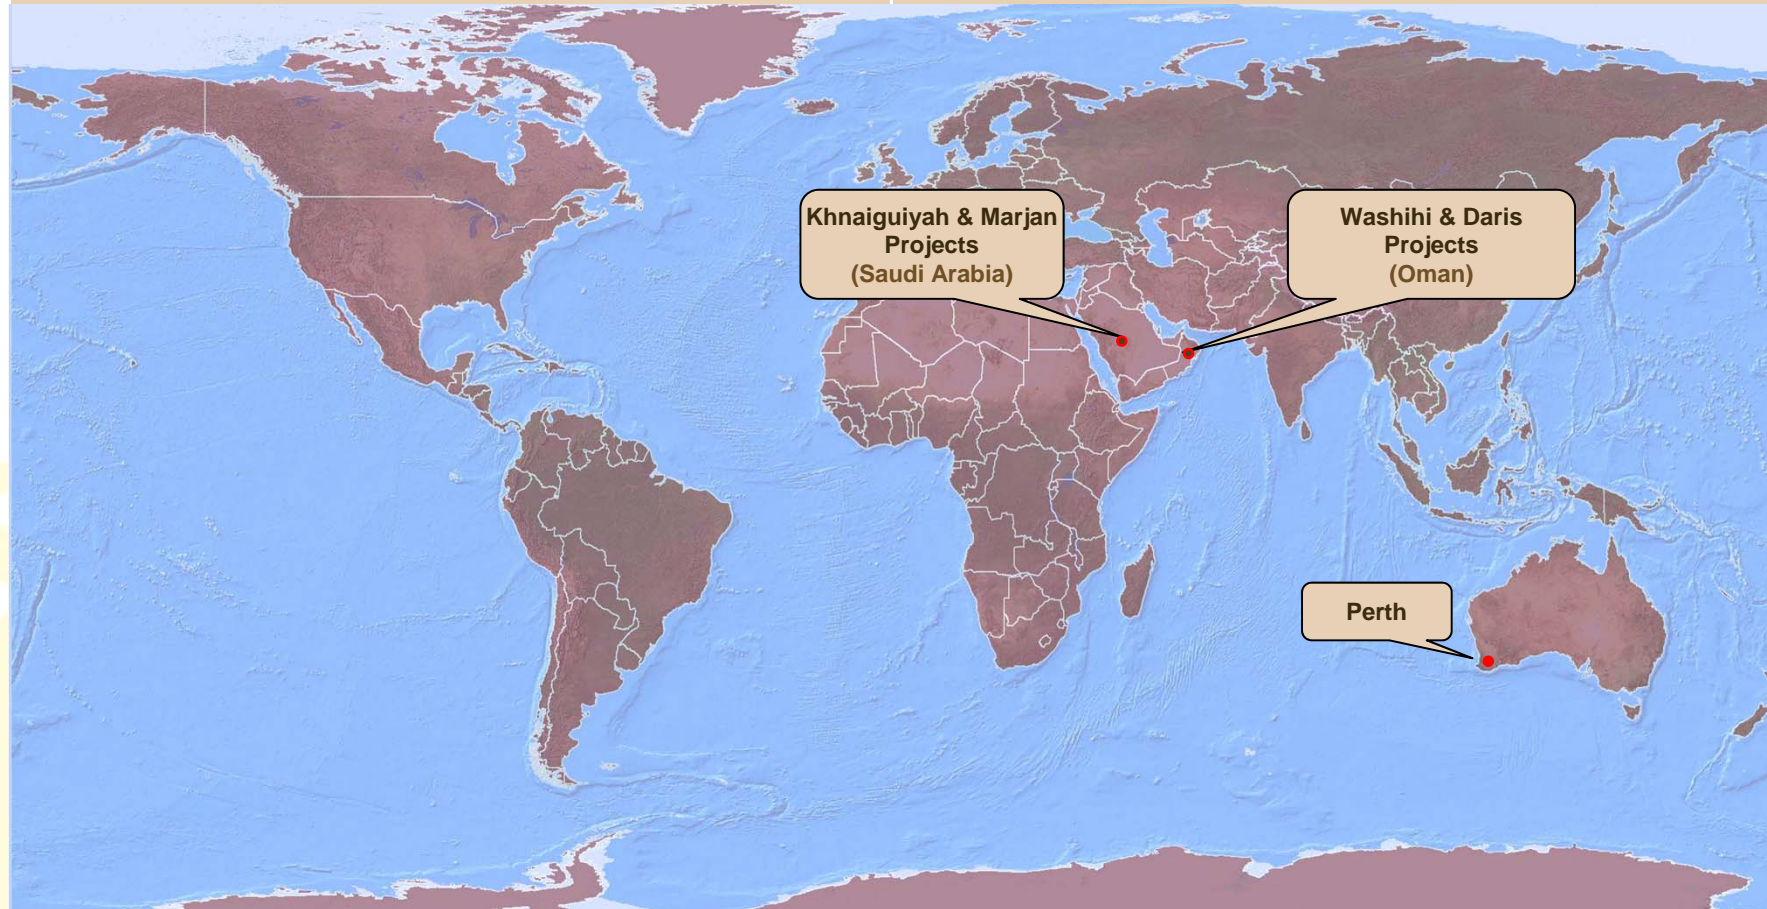 Khnaiguiyah & Marjan
Projects
(Saudi Arabia)
Washihi & Daris
Projects
(Oman)
Perth